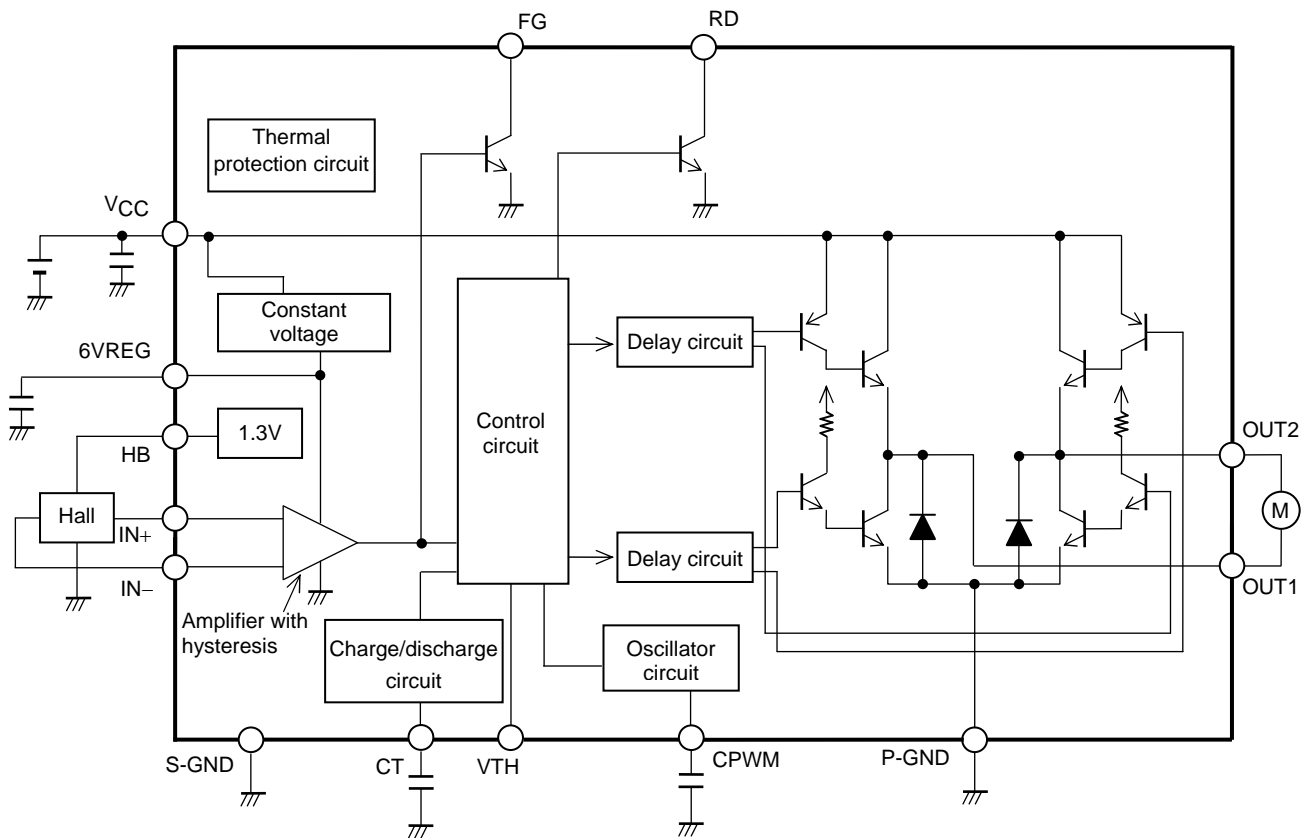 FG
RD
Thermal
protection circuit
VCC
Constant
voltage
6VREG
Delay circuit
1.3V
HB
Control
circuit
OUT2
Hall
IN+
M
IN−
Delay circuit
OUT1
Amplifier with
hysteresis
Charge/discharge
circuit
Oscillator
circuit
S-GND
CT
VTH
CPWM
P-GND